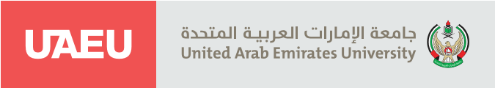 UAEU
جامعة الإمارات العربية المتحدة
United Arab Emirates University